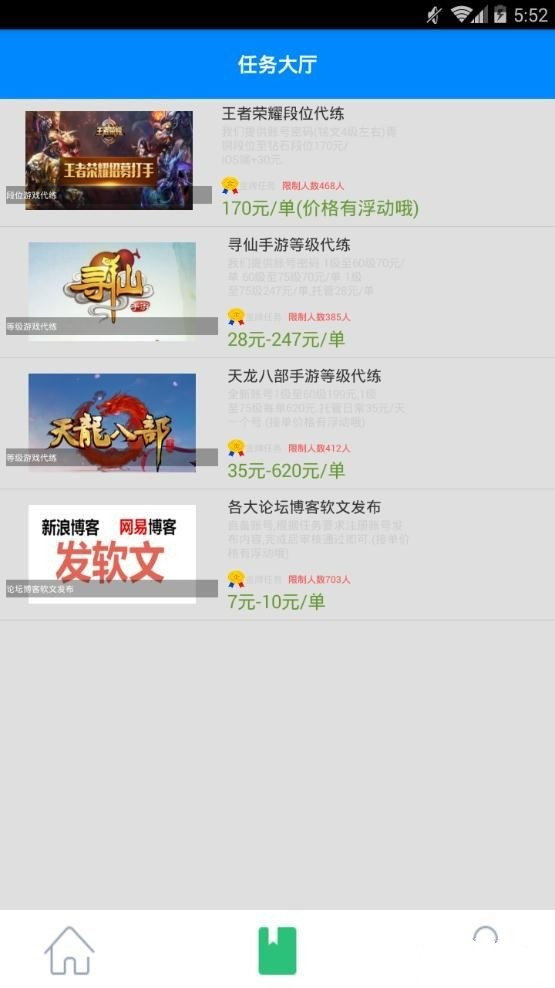 5:52
任务大厅
王者荣耀
王者荣耀招募打手
段位游戏代练
王者荣耀段位代练
我们提供账号密码(铭文4级左右)青
铜段位至钻石段位170元/
iOS端+30元.
金牌任务 限制人数468人
170元/单(价格有浮动哦)
寻仙
手游
等级游戏代练
寻仙手游等级代练
我们提供账号密码 1级至60级70元/
单 60级至75级70元/单 1级
至75级247元/单,托管28元/单
金牌任务 限制人数385人
28元-247元/单
天龍八部
等级游戏代练
天龙八部手游等级代练
全新账号1级至60级199元,1级
至75级每单620元.托管日常35元/天
一个号 (接单价格有浮动哦)
金牌任务 限制人数412人
35元-620元/单
新浪博客 网易博客
发软文
论坛博客软文发布
各大论坛博客软文发布
自备账号,根据任务要求注册账号发
布内容,完成后审核通过即可.(接单价
格有浮动哦)
金牌任务 限制人数703人
7元-10元/单